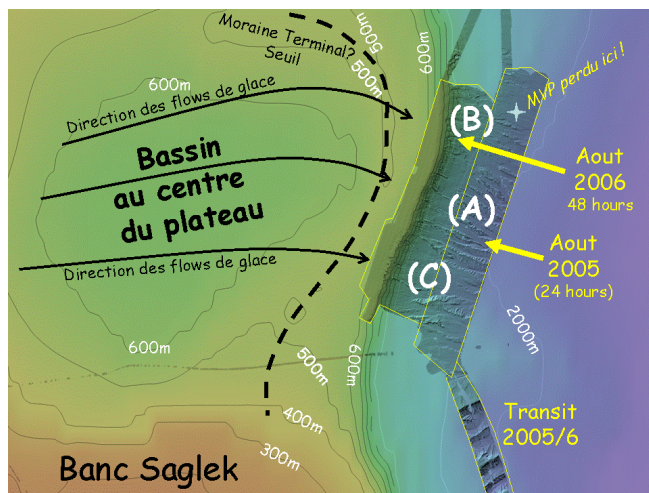 Moraine Terminal?
Seuil
500m
600m
500m
600m
Direction des flows de glace
MVP perdu ici !
(B)
Bassin
au centre
du plateau
Aout
2006
48 hours
(A)
Aout
2005
(24 hours)
Direction des flows de glace
(C)
2000m
600m
500m
600m
400m
300m
Transit
2005/6
Banc Saglek